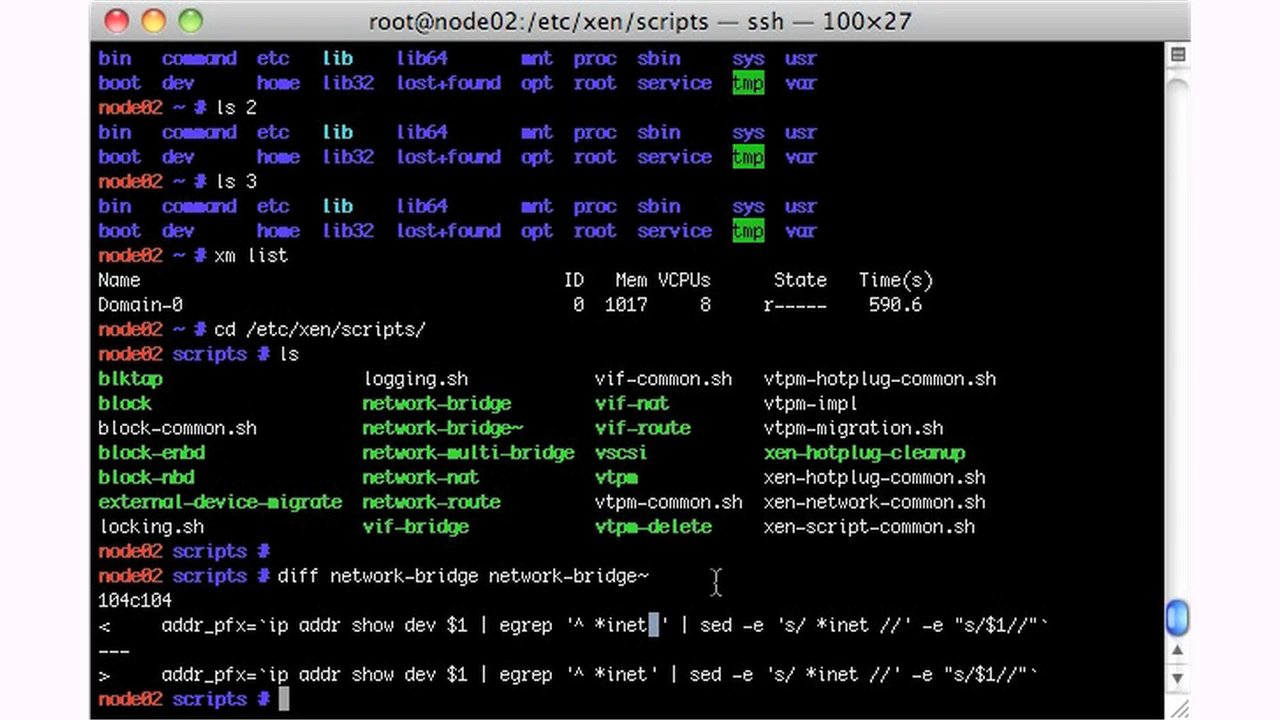 root@node02:/etc/xen/scripts — ssh — 100×27
bin command etc lib lib64 mnt proc sbin sys usr
boot dev home lib32 lost+found opt root service tmp var
node02 ~ # ls 2
bin command etc lib lib64 mnt proc sbin sys usr
boot dev home lib32 lost+found opt root service tmp var
node02 ~ # ls 3
bin command etc lib lib64 mnt proc sbin sys usr
boot dev home lib32 lost+found opt root service tmp var
node02 ~ # xm list
Name ID Mem VCPUs State Time(s)
Domain-0 0 1017 8 r----- 590.6
node02 ~ # cd /etc/xen/scripts/
node02 scripts # ls
blktap logging.sh vif-common.sh vtpm-hotplug-common.sh
block network-bridge vif-nat vtpm-impl
block-common.sh network-bridge~ vif-route vtpm-migration.sh
block-enbd network-multi-bridge vscsi xen-hotplug-cleanup
block-nbd network-nat vtpm xen-hotplug-common.sh
external-device-migrate network-route vtpm-common.sh xen-network-common.sh
locking.sh vif-bridge vtpm-delete xen-script-common.sh
node02 scripts #
node02 scripts # diff network-bridge network-bridge~
104c104
< addr_pfx=`ip addr show dev $1 | egrep '^ *inet ' | sed -e 's/ *inet //' -e "s/$1//"`
---
> addr_pfx=`ip addr show dev $1 | egrep '^ *inet' | sed -e 's/ *inet //' -e "s/$1//"`
node02 scripts #